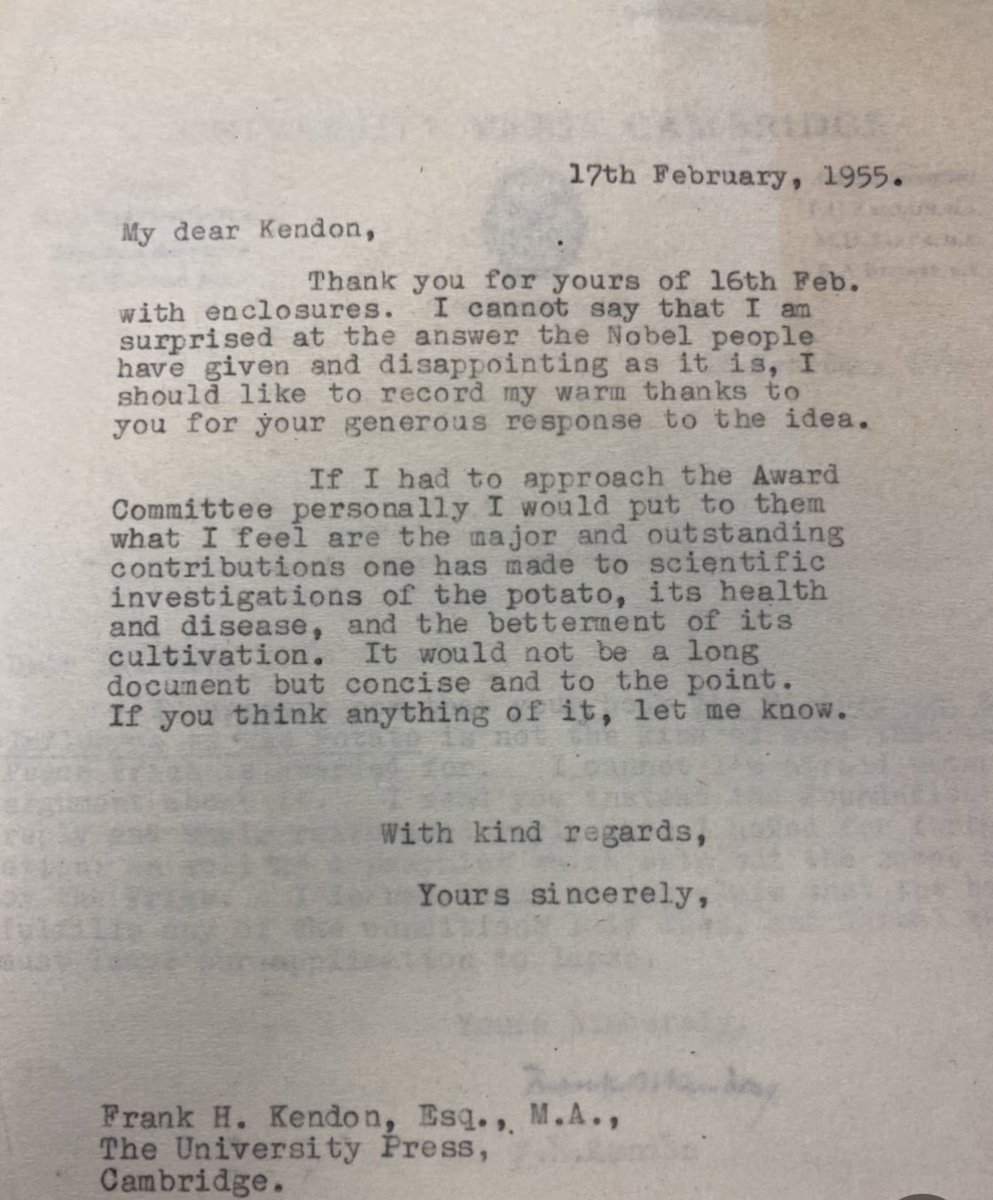 17th February, 1955.
My dear Kendon,
Thank you for yours of 16th Feb.
with enclosures. I cannot say that I am
surprised at the answer the Nobel people
have given and disappointing as it is, I
should like to record my warm thanks to
you for your generous response to the idea.
If I had to approach the Award
Committee personally I would put to them
what I feel are the major and outstanding
contributions one has made to scientific
investigations of the potato, its health
and disease, and the betterment of its
cultivation. It would not be a long
document but concise and to the point.
If you think anything of it, let me know.
With kind regards,
Yours sincerely,
Frank H. Kendon, Esq., M.A.,
The University Press,
Cambridge.